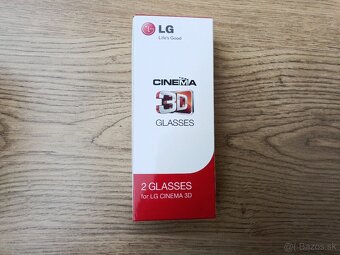 LG
Life's Good
CINEMA
3D
GLASSES
2 GLASSES
for LG CINEMA 3D
Bazos.sk